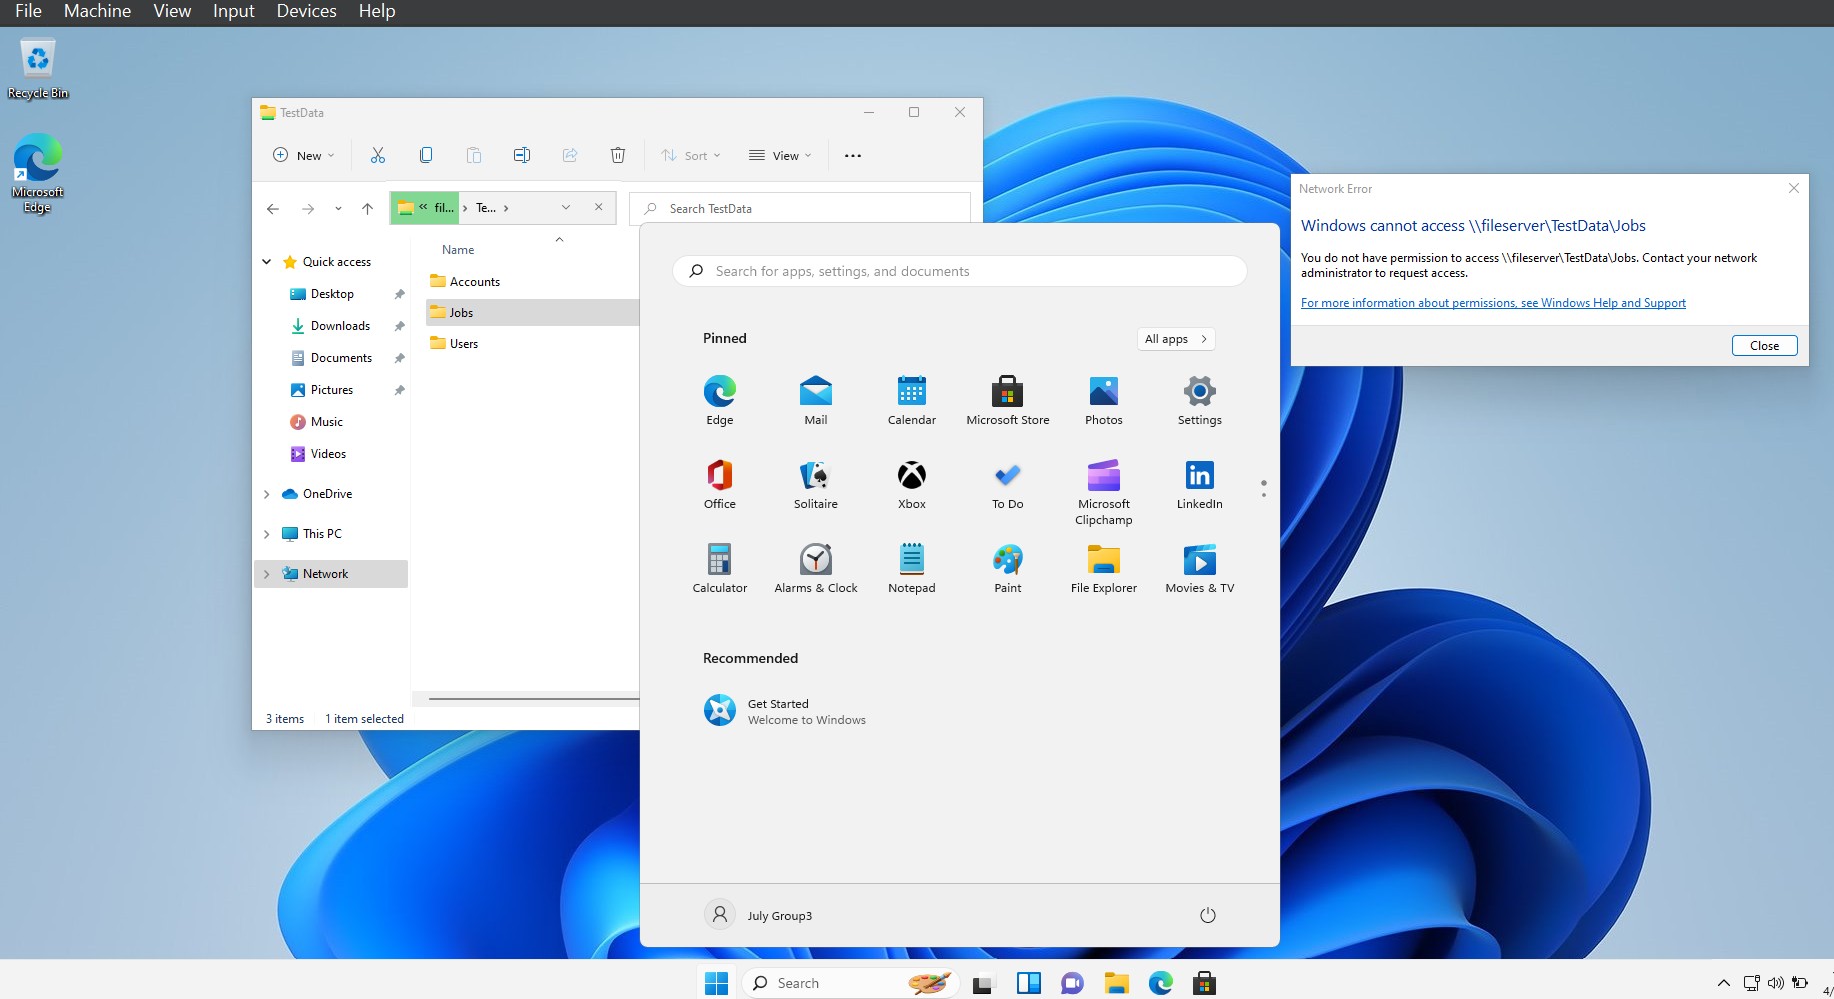 File Machine View Input Devices Help
Recycle Bin
Microsoft
Edge
TestData
New
Sort
View
« fil... › Te... ›
Search TestData
Quick access
Desktop
Downloads
Documents
Pictures
Music
Videos
OneDrive
This PC
Network
Name
Accounts
Jobs
Users
3 items 1 item selected
Search for apps, settings, and documents
Pinned
All apps >
Edge Mail Calendar Microsoft Store Photos Settings
Office Solitaire Xbox To Do Microsoft Clipchamp LinkedIn
Calculator Alarms & Clock Notepad Paint File Explorer Movies & TV
Recommended
Get Started
Welcome to Windows
July Group3
Network Error
Windows cannot access \\fileserver\TestData\Jobs
You do not have permission to access \\fileserver\TestData\Jobs. Contact your network
administrator to request access.
For more information about permissions, see Windows Help and Support
Close
Search